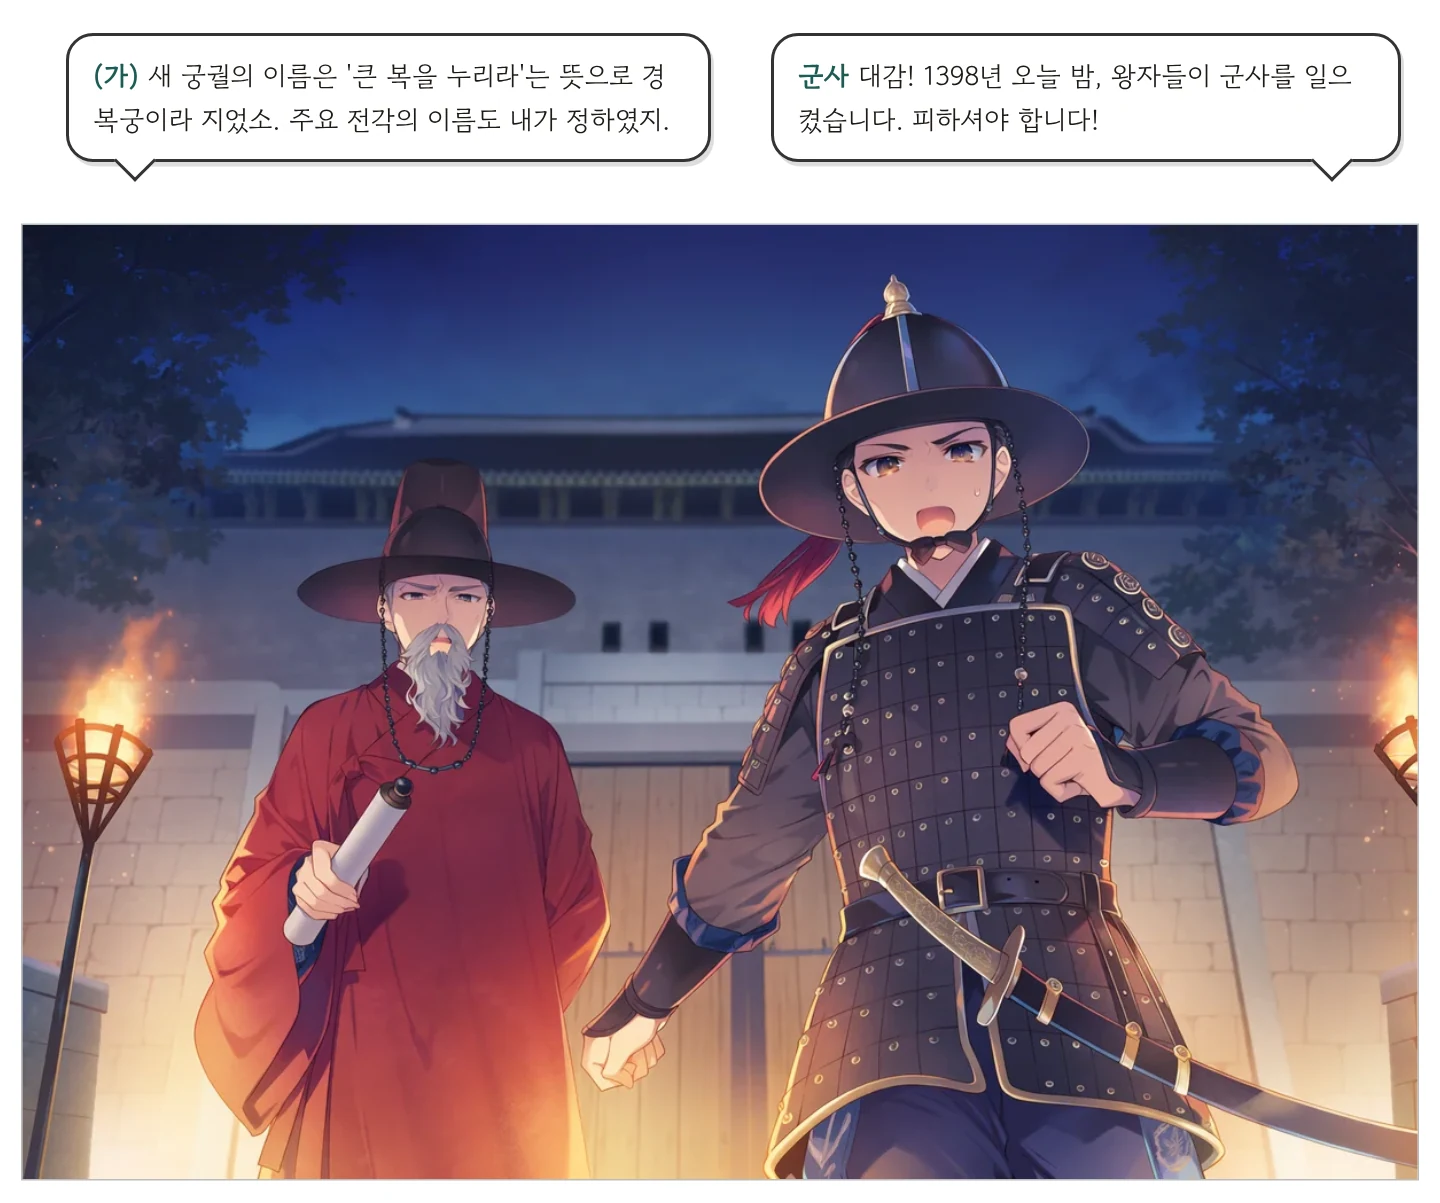 (가) 새 궁궐의 이름은 '큰 복을 누리라'는 뜻으로 경
복궁이라 지었소. 주요 전각의 이름도 내가 정하였지.
군사 대감! 1398년 오늘 밤, 왕자들이 군사를 일으
켰습니다. 피하셔야 합니다!